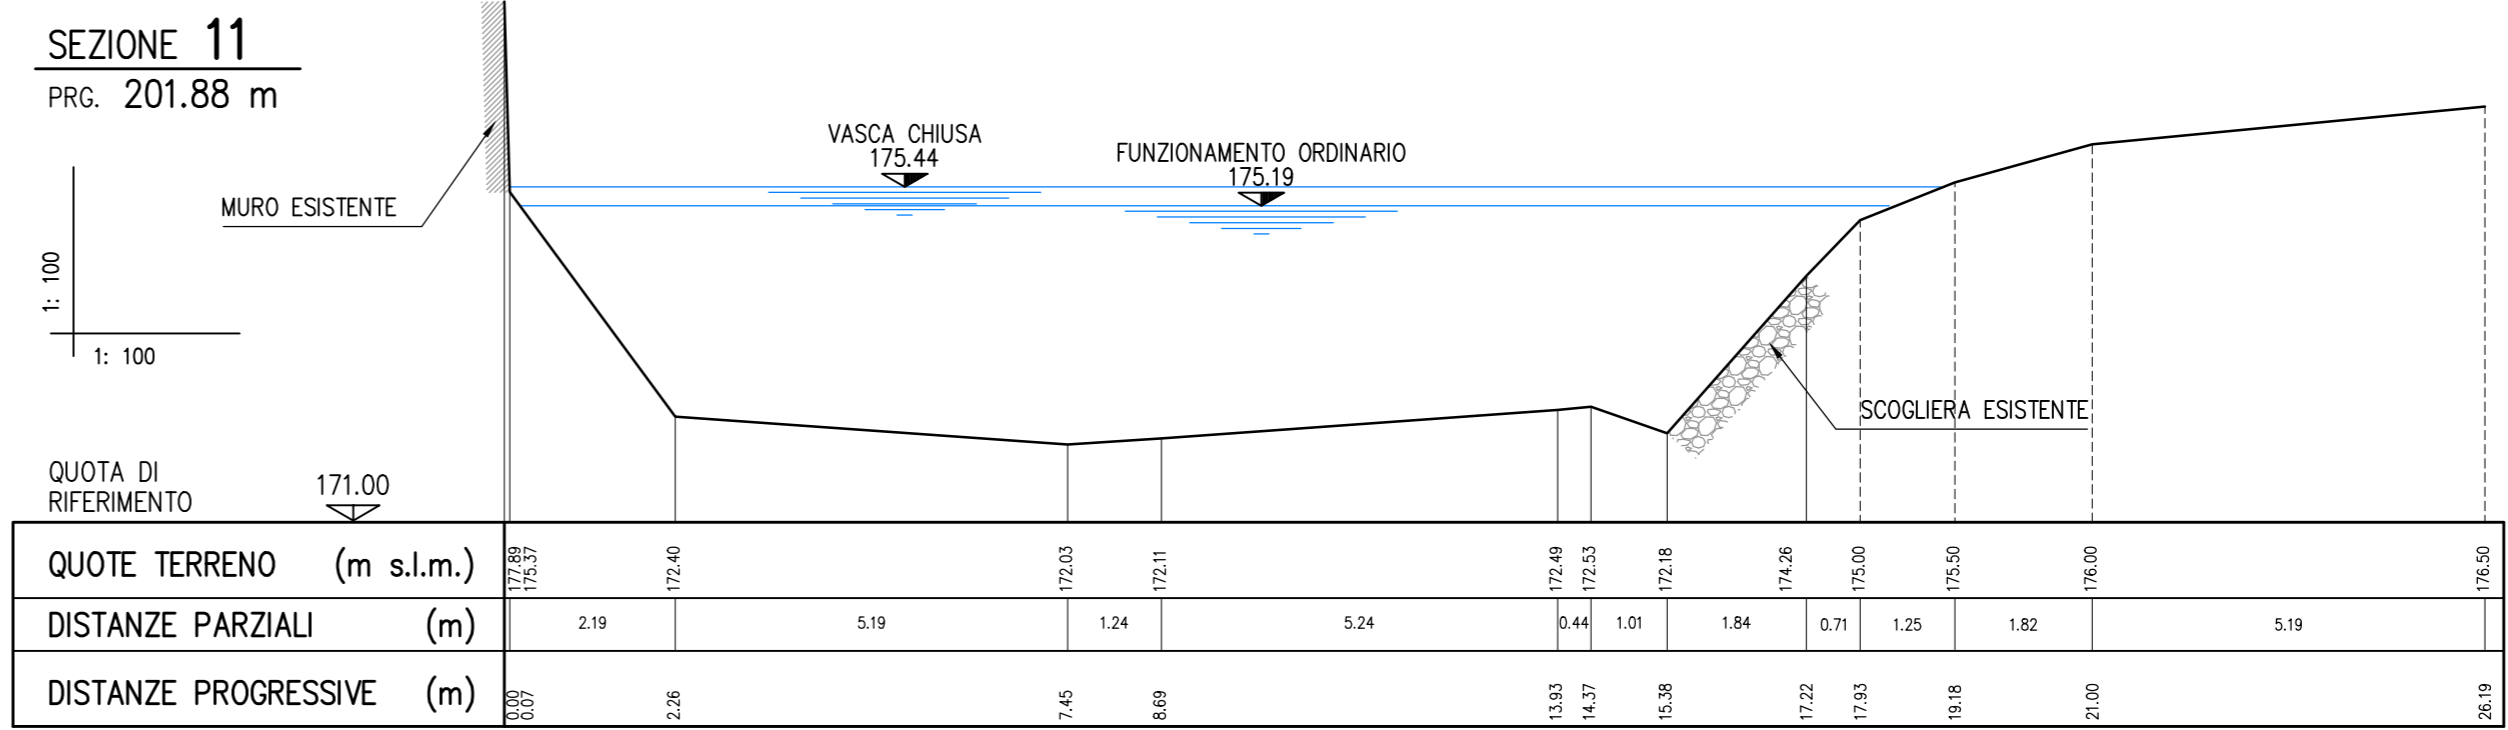 SEZIONE 11
PRG. 201.88 m
VASCA CHIUSA
175.44
FUNZIONAMENTO ORDINARIO
175.19
MURO ESISTENTE
1: 100
1: 100
SCOGLIERA ESISTENTE
QUOTA DI
RIFERIMENTO
171.00
QUOTE TERRENO (m s.l.m.) 177.89 175.37 172.40 172.03 172.11 172.49 172.53 172.18 174.26 175.00 175.50 176.00 176.50
DISTANZE PARZIALI (m) 2.19 5.19 1.24 5.24 0.44 1.01 1.84 0.71 1.25 1.82 5.19
DISTANZE PROGRESSIVE (m) 0.00 0.07 2.26 7.45 8.69 13.93 14.37 15.38 17.22 17.93 19.18 21.00 26.19